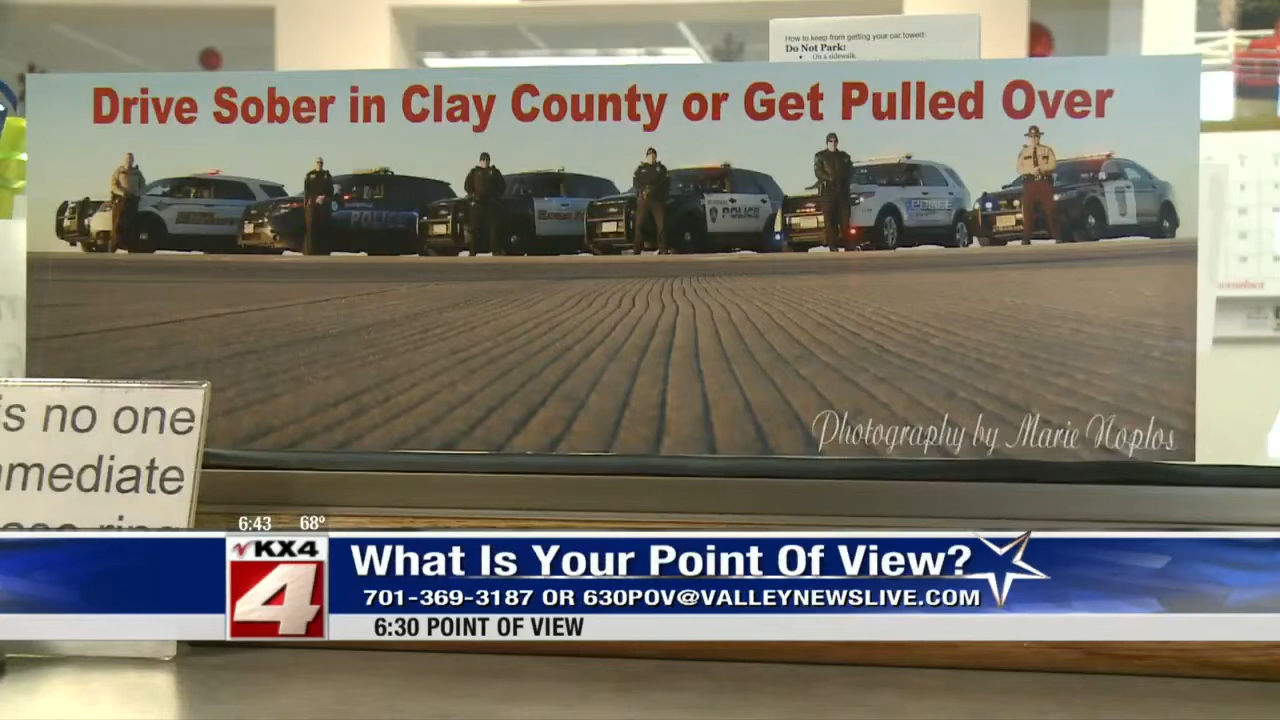 How to keep from getting your car towed:
Do Not Park:
• On a sidewalk
Drive Sober in Clay County or Get Pulled Over
POLICE
POLICE
POLICE
Photography by Marie Noplos
is no one
mmediate
6:43 68°
KX4
4
What Is Your Point Of View?
701-369-3187 OR 630POV@VALLEYNEWSLIVE.COM
6:30 POINT OF VIEW